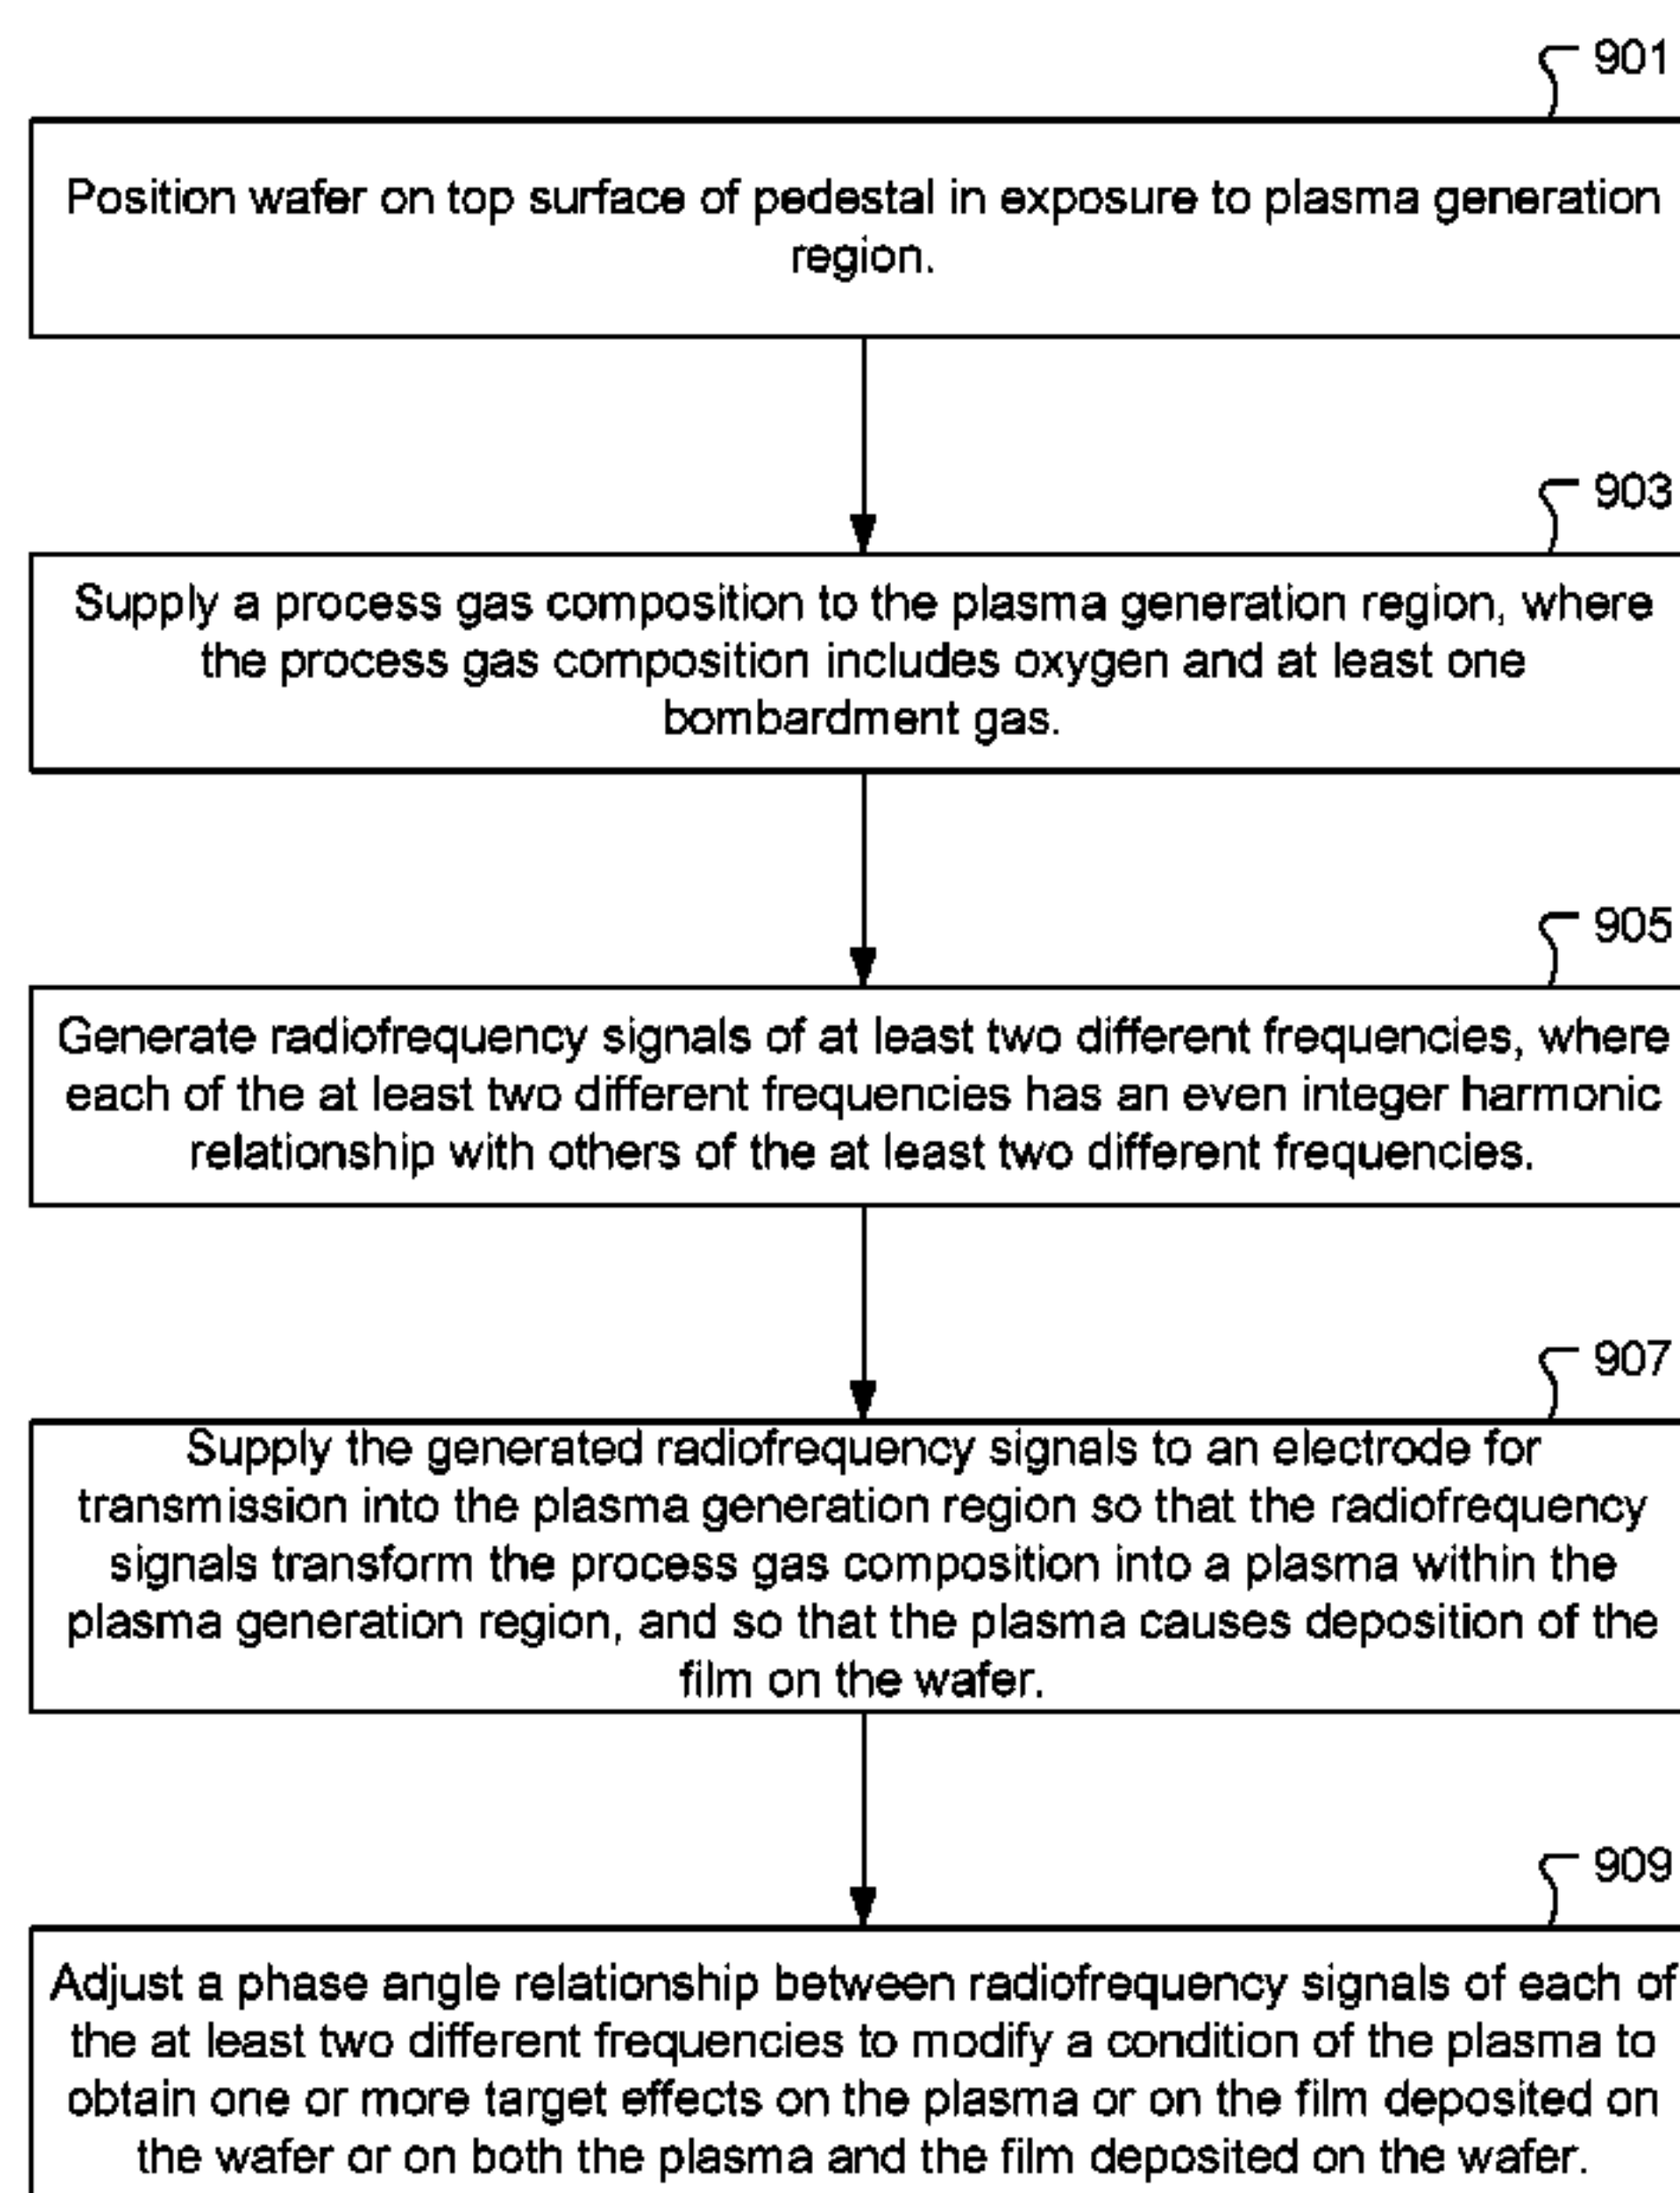 901
Position wafer on top surface of pedestal in exposure to plasma generation
region.
903
Supply a process gas composition to the plasma generation region, where
the process gas composition includes oxygen and at least one
bombardment gas.
905
Generate radiofrequency signals of at least two different frequencies, where
each of the at least two different frequencies has an even integer harmonic
relationship with others of the at least two different frequencies.
907
Supply the generated radiofrequency signals to an electrode for
transmission into the plasma generation region so that the radiofrequency
signals transform the process gas composition into a plasma within the
plasma generation region, and so that the plasma causes deposition of the
film on the wafer.
909
Adjust a phase angle relationship between radiofrequency signals of each of
the at least two different frequencies to modify a condition of the plasma to
obtain one or more target effects on the plasma or on the film deposited on
the wafer or on both the plasma and the film deposited on the wafer.